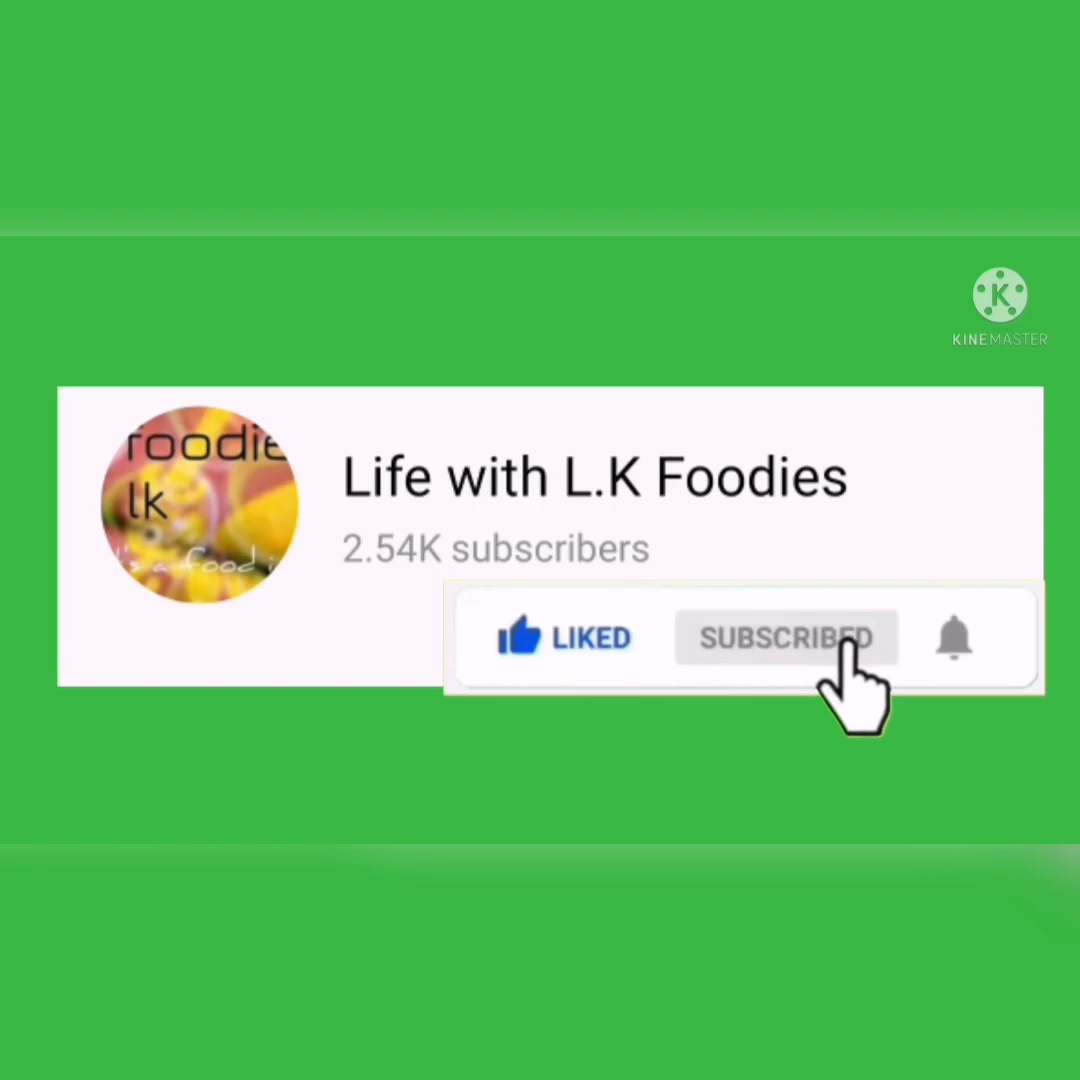 KINEMASTER
foodie
lk
Life with L.K Foodies
2.54K subscribers
LIKED
SUBSCRIBED